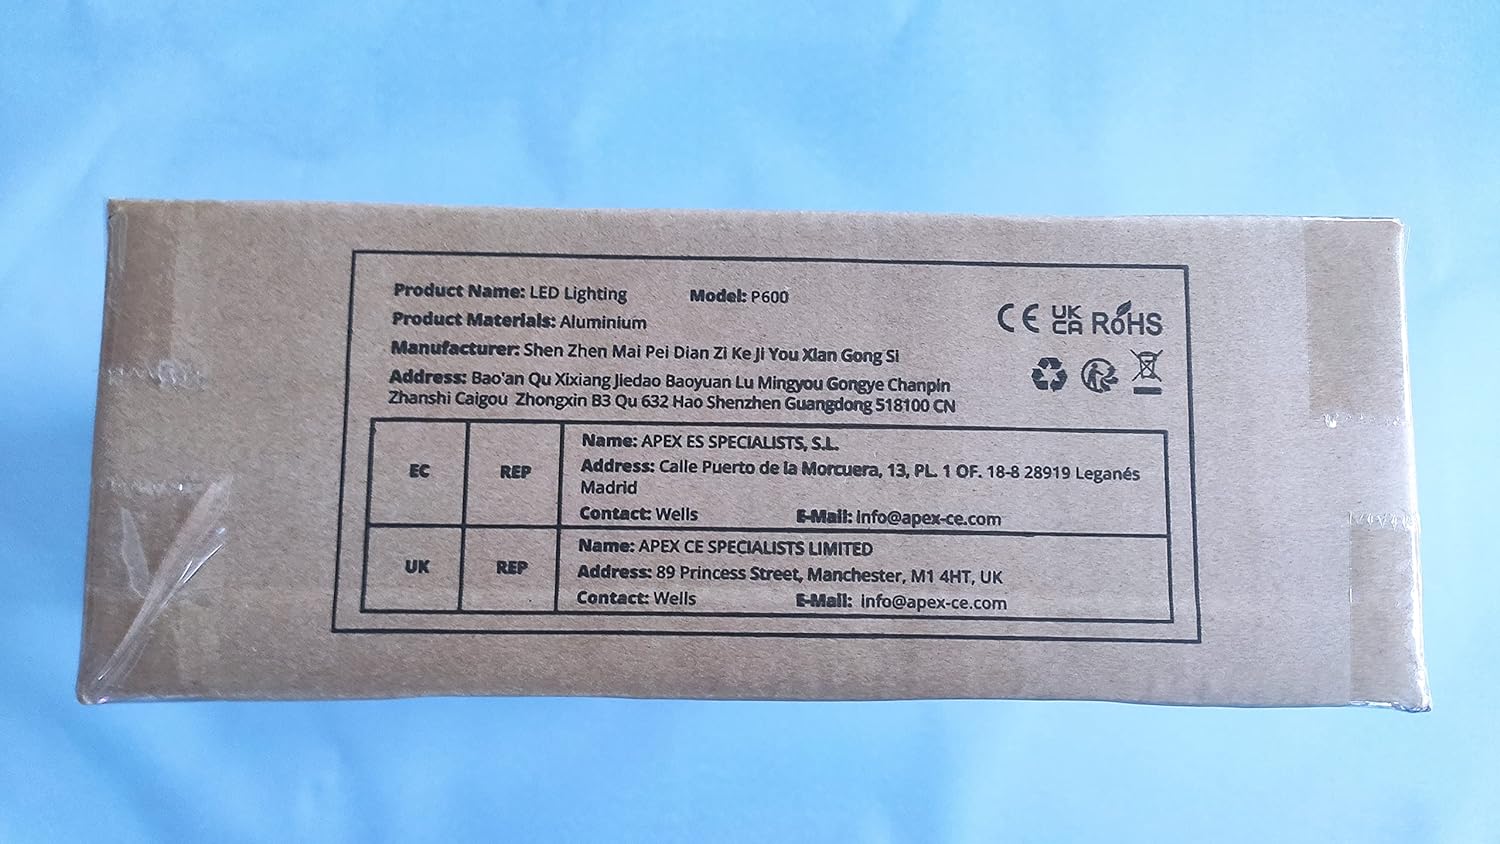 Product Name: LED Lighting Model: P600
Product Materials: Aluminium
Manufacturer: Shen Zhen Mai Pei Dian Zi Ke Ji You Xian Gong Si
Address: Bao'an Qu Xixiang Jiedao Baoyuan Lu Mingyou Gongye Chanpin
Zhanshi Caigou Zhongxin B3 Qu 632 Hao Shenzhen Guangdong 518100 CN
CE UK CA RoHS
EC REP
Name: APEX ES SPECIALISTS, S.L.
Address: Calle Puerto de la Morcuera, 13, PL. 1 OF. 18-8 28919 Leganés
Madrid
Contact: Wells E-Mail: info@apex-ce.com
UK REP
Name: APEX CE SPECIALISTS LIMITED
Address: 89 Princess Street, Manchester, M1 4HT, UK
Contact: Wells E-Mail: info@apex-ce.com